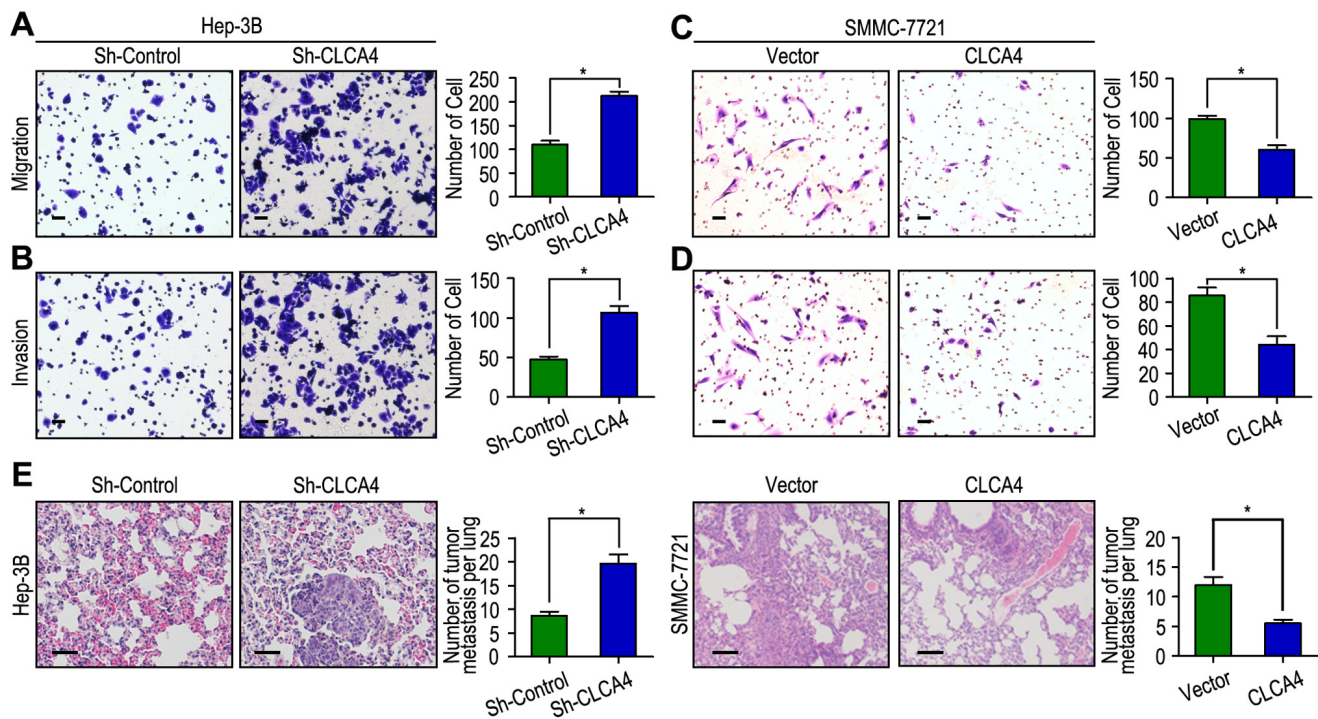 A
Hep-3B
Sh-Control
Sh-CLCA4
Migration
Number of Cell
250
200
150
100
50
0
*
Sh-Control
Sh-CLCA4
B
Invasion
Number of Cell
150
100
50
0
*
Sh-Control
Sh-CLCA4
C
SMMC-7721
Vector
CLCA4
Number of Cell
150
100
50
0
*
Vector
CLCA4
D
Number of Cell
100
80
60
40
20
0
*
Vector
CLCA4
E
Sh-Control
Sh-CLCA4
Hep-3B
Number of tumor
metastasis per lung
25
20
15
10
5
0
*
Sh-Control
Sh-CLCA4
Vector
CLCA4
SMMC-7721
Number of tumor
metastasis per lung
20
15
10
5
0
*
Vector
CLCA4